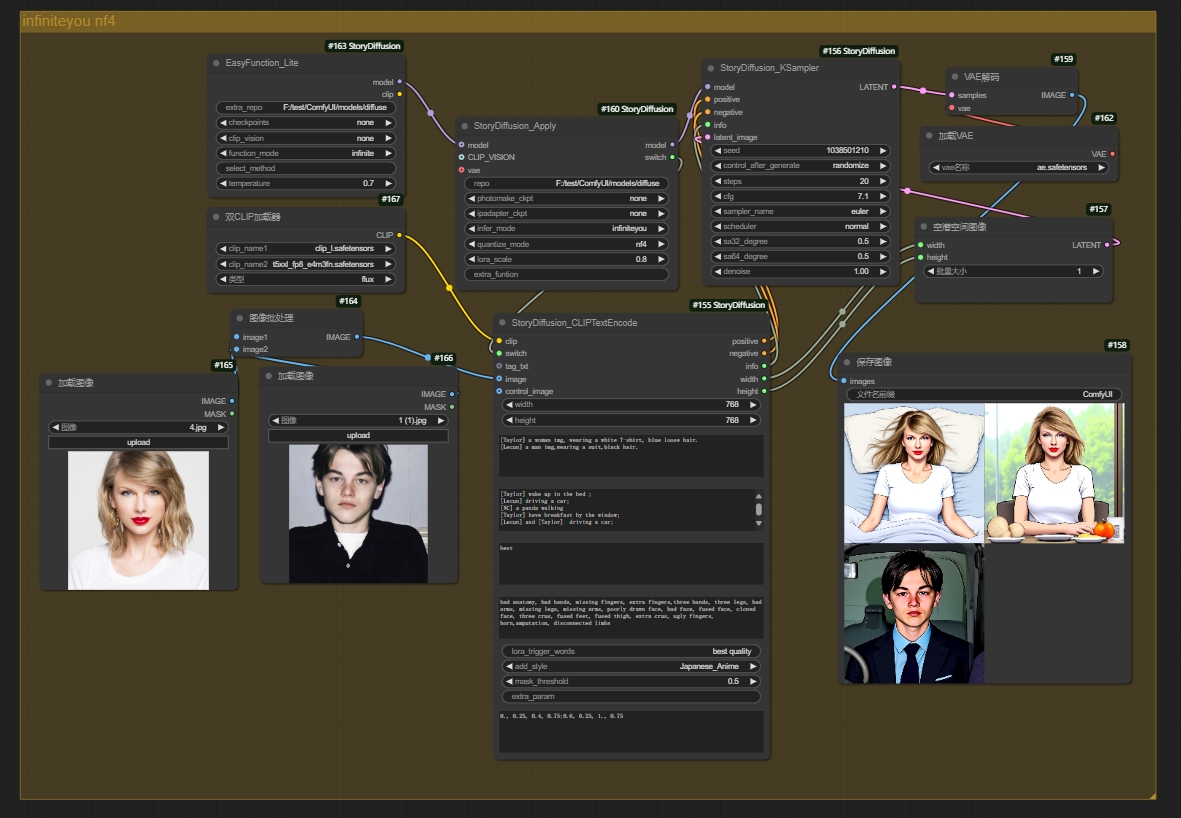 infiniteyou nf4
#163 StoryDiffusion
EasyFunction_Lite
model
clip
extra_repo F:/test/ComfyUI/models/diffuse
checkpoints none
clip_vision none
function_mode infinite
select_method
temperature 0.7
#167
双CLIP加载器
CLIP
clip_name1 clip_l.safetensors
clip_name2 t5xxl_fp8_e4m3fn.safetensors
类型 flux
#164
图像批处理
image1 IMAGE
image2
#165
加载图像
IMAGE
MASK
图像 4.jpg
upload
#166
加载图像
IMAGE
MASK
图像 1 (1).jpg
upload
#160 StoryDiffusion
StoryDiffusion_Apply
model model
CLIP_VISION switch
vae
repo F:/test/ComfyUI/models/diffuse
photomake_ckpt none
ipadapter_ckpt none
infer_mode infiniteyou
quantize_mode nf4
lora_scale 0.8
extra_funtion
#155 StoryDiffusion
StoryDiffusion_CLIPTextEncode
clip positive
switch negative
tag_txt info
image width
control_image height
width 768
height 768
[Taylor] a woman img, wearing a white T-shirt, blue loose hair.
[Lecun] a man img,wearing a suit,black hair.
[Taylor] wake up in the bed ;
[Lecun] driving a car;
[NC] a panda walking
[Taylor] have breakfast by the window;
[Lecun] and [Taylor] driving a car;
best
bad anatomy, bad hands, missing fingers, extra fingers,three hands, three legs, bad
arms, missing legs, missing arms, poorly drawn face, bad face, fused face, cloned
face, three crus, fused feet, fused thigh, extra crus, ugly fingers,
horn,amputation, disconnected limbs
lora_trigger_words best quality
add_style Japanese_Anime
mask_threshold 0.5
extra_param
0., 0.25, 0.4, 0.75;0.6, 0.25, 1., 0.75
#156 StoryDiffusion
StoryDiffusion_KSampler
model LATENT
positive
negative
info
latent_image
seed 1038501210
control_after_generate randomize
steps 20
cfg 7.1
sampler_name euler
scheduler normal
sa32_degree 0.5
sa64_degree 0.5
denoise 1.00
#159
VAE解码
samples IMAGE
vae
#162
加载VAE
VAE
vae名称 ae.safetensors
#157
空潜空间图像
width LATENT
height
批量大小 1
#158
保存图像
images
文件名前缀 ComfyUI